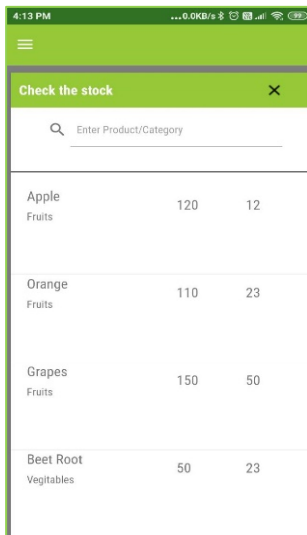 4:13 PM ...0.0KB/s
Check the stock
Enter Product/Category
Apple 120 12
Fruits
Orange 110 23
Fruits
Grapes 150 50
Fruits
Beet Root 50 23
Vegitables